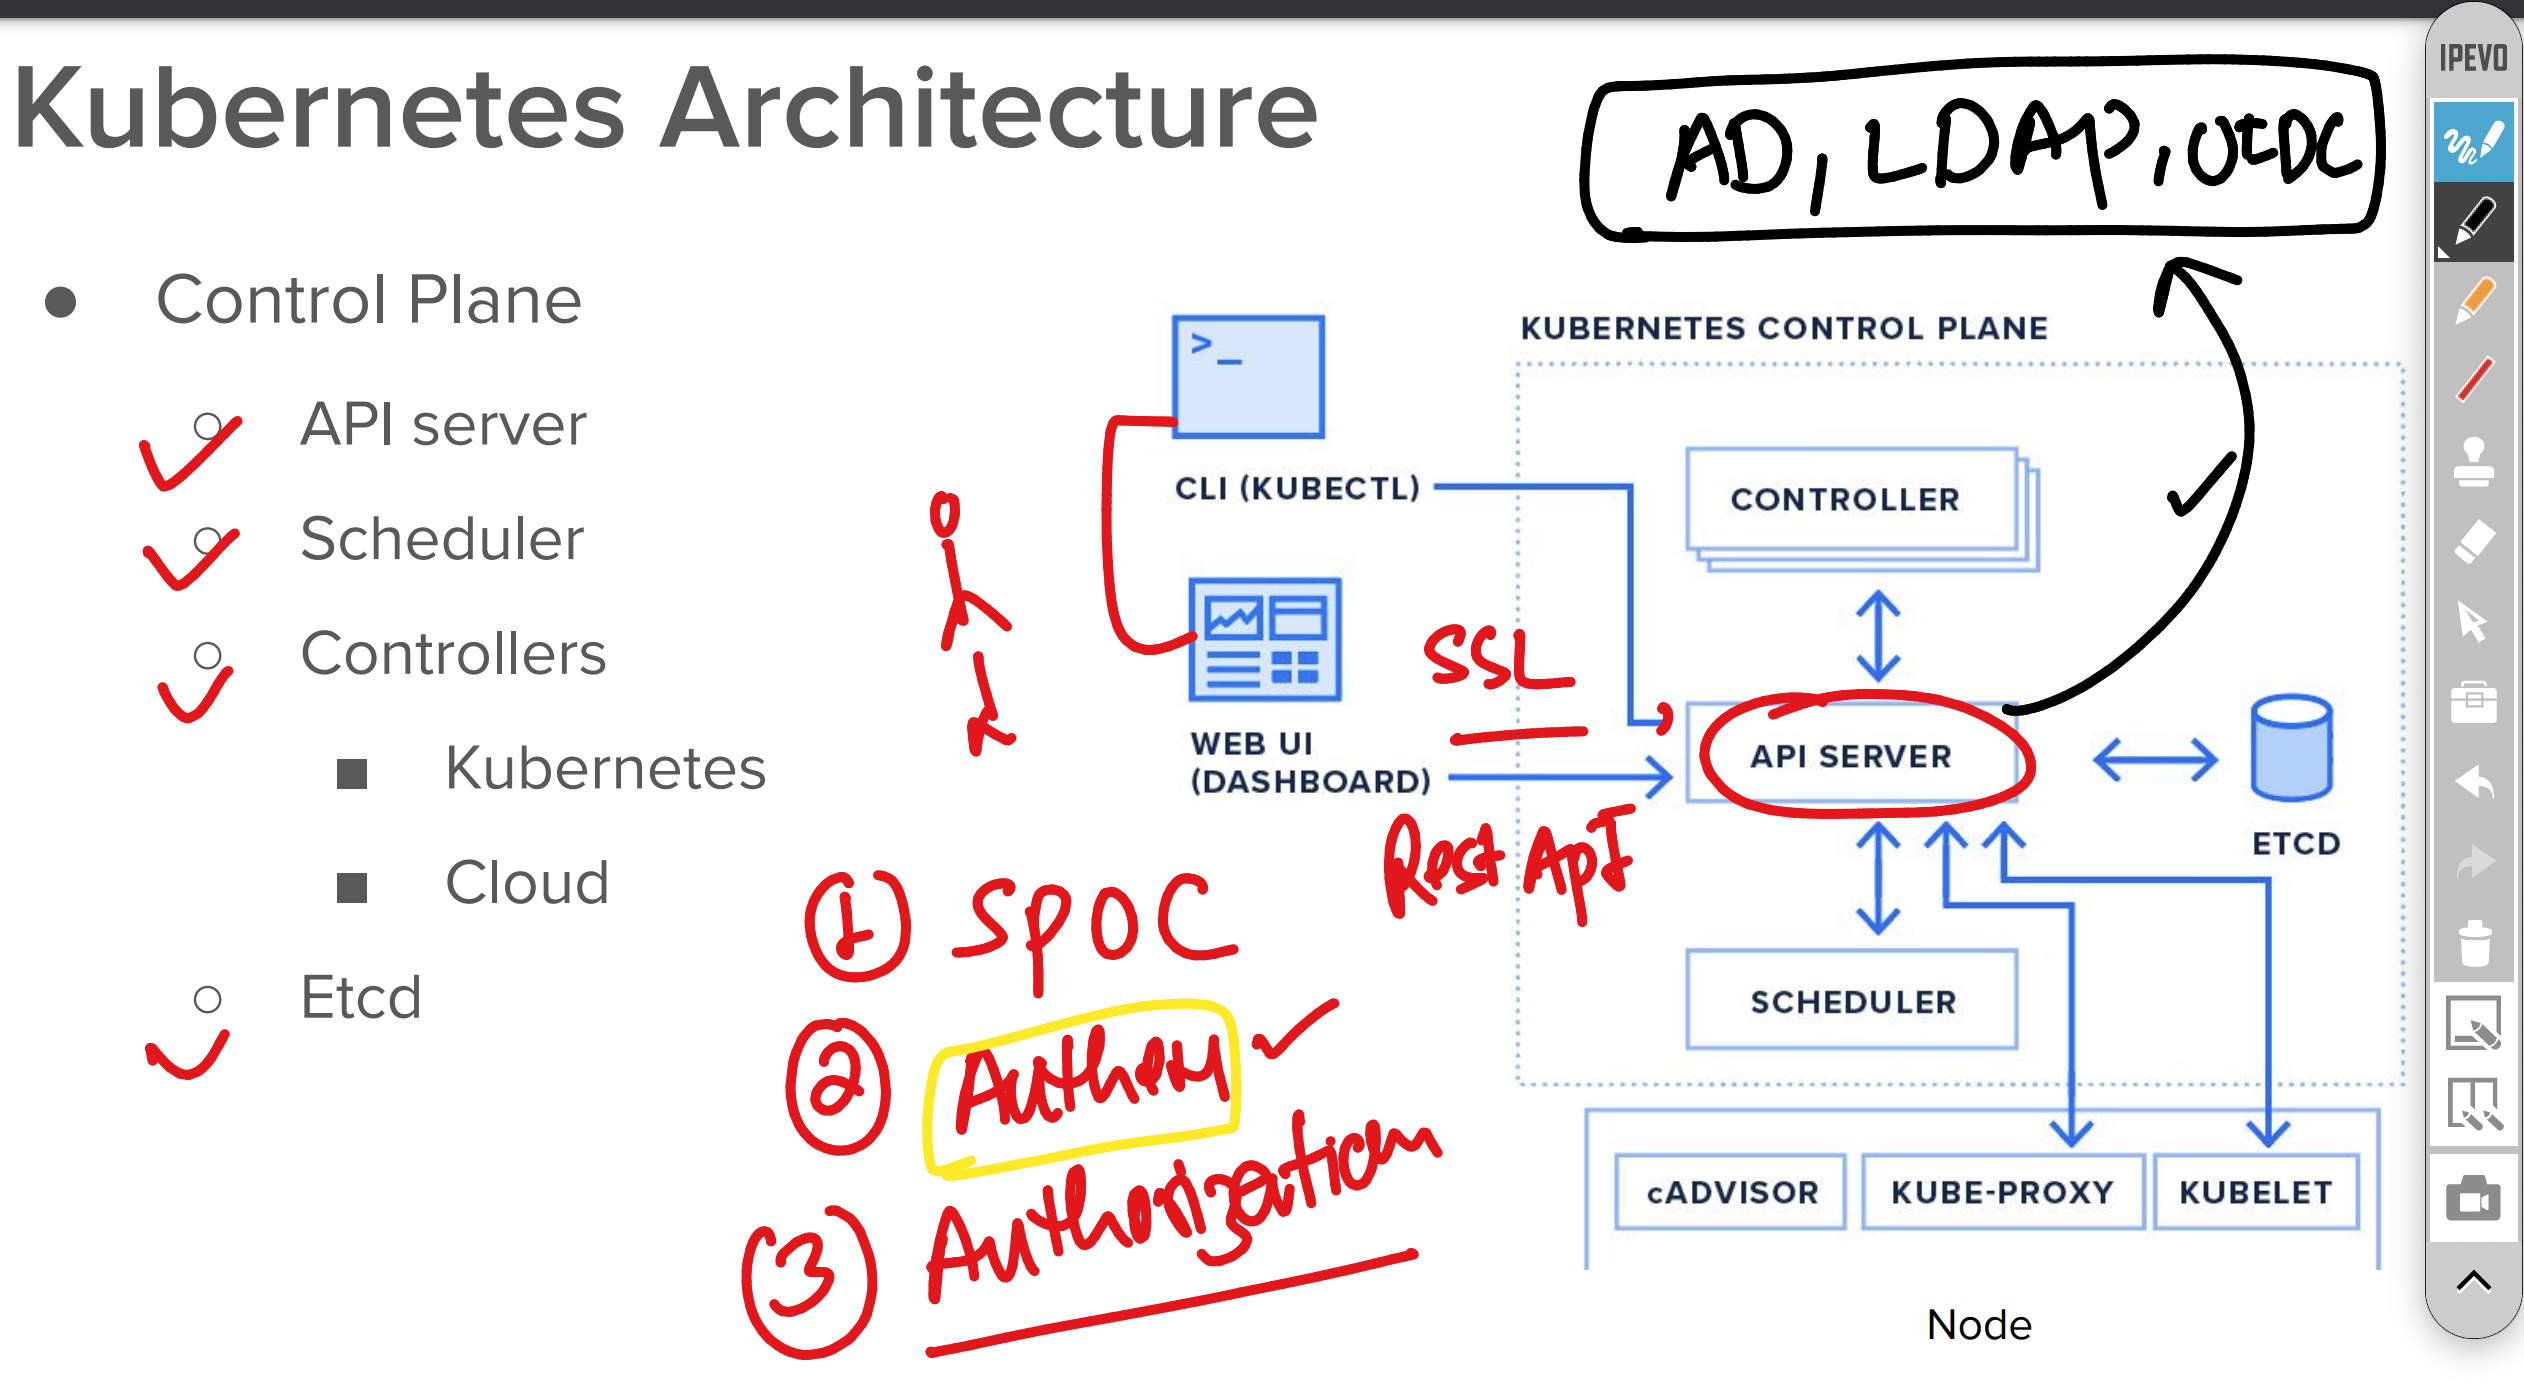 Kubernetes Architecture
AD, LDAP, OIDC
IPEVO
● Control Plane
○ API server
○ Scheduler
○ Controllers
■ Kubernetes
■ Cloud
○ Etcd
KUBERNETES CONTROL PLANE
>_
CLI (KUBECTL)
CONTROLLER
SSL
WEB UI
(DASHBOARD)
API SERVER
ETCD
Rest ApI
① SPOC
② Authen
③ Authorization
SCHEDULER
cADVISOR
KUBE-PROXY
KUBELET
Node